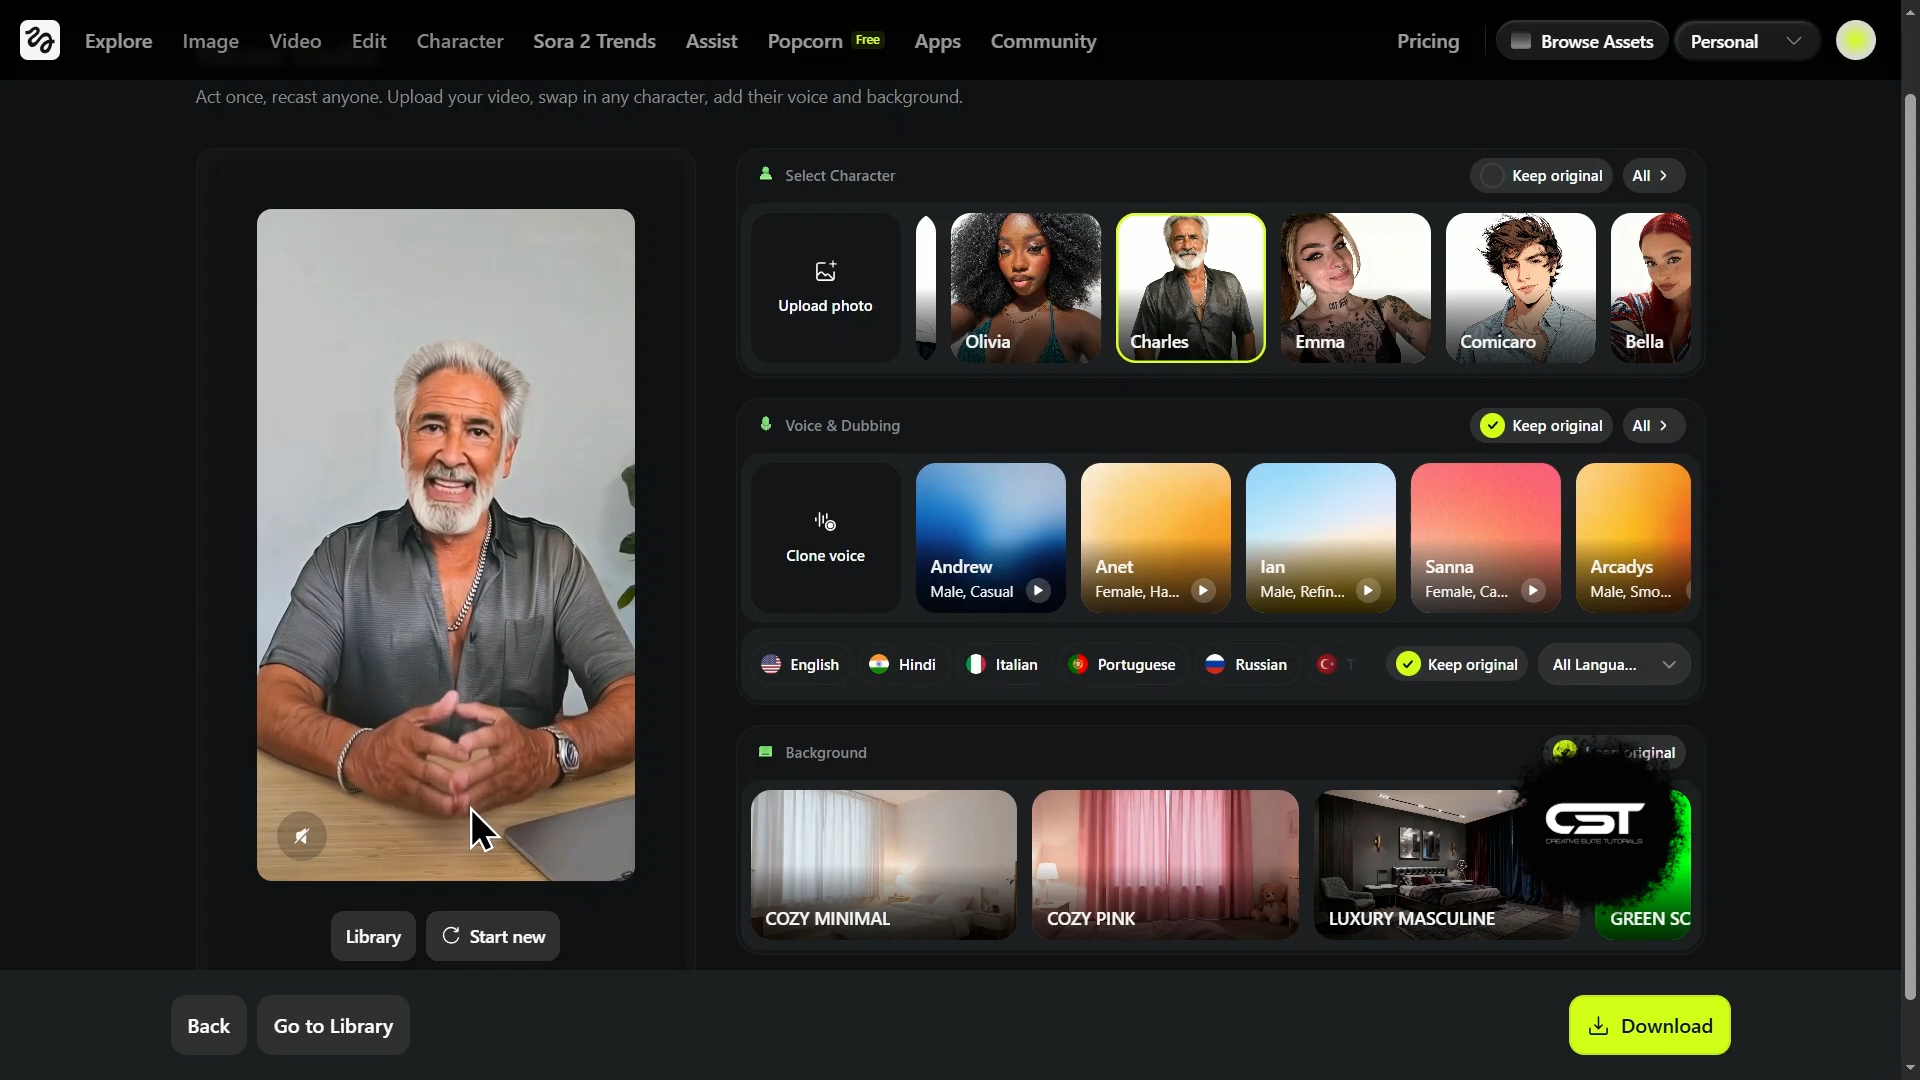 Explore Image Video Edit Character Sora 2 Trends Assist Popcorn Free Apps Community Pricing Browse Assets Personal
Act once, recast anyone. Upload your video, swap in any character, add their voice and background.
Select Character Keep original All
Upload photo
Olivia Charles Emma Comicaro Bella
Voice & Dubbing Keep original All
Clone voice
Andrew Anet Ian Sanna Arcadys
Male, Casual Female, Ha... Male, Refin... Female, Ca... Male, Smo...
English Hindi Italian Portuguese Russian T Keep original All Langua...
Background original
CST
CREATIVE SUITE TUTORIALS
COZY MINIMAL COZY PINK LUXURY MASCULINE GREEN SC
Library Start new
Back Go to Library Download